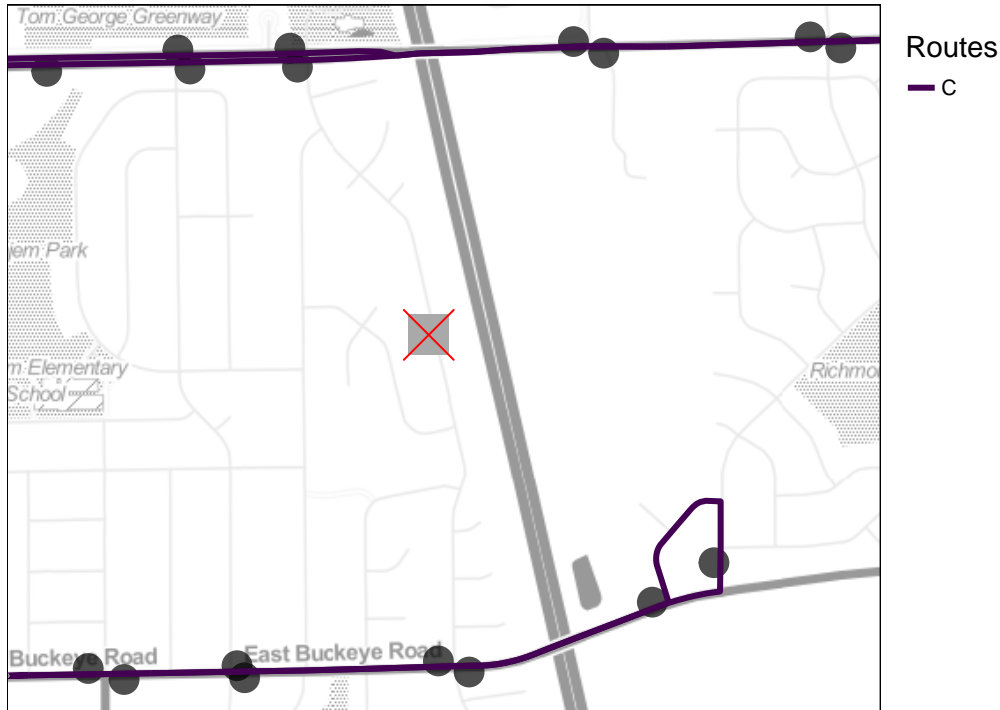 Tom George Greenway
Routes
C
jem Park
m Elementary
School
Richmo
Buckeye Road
East Buckeye Road